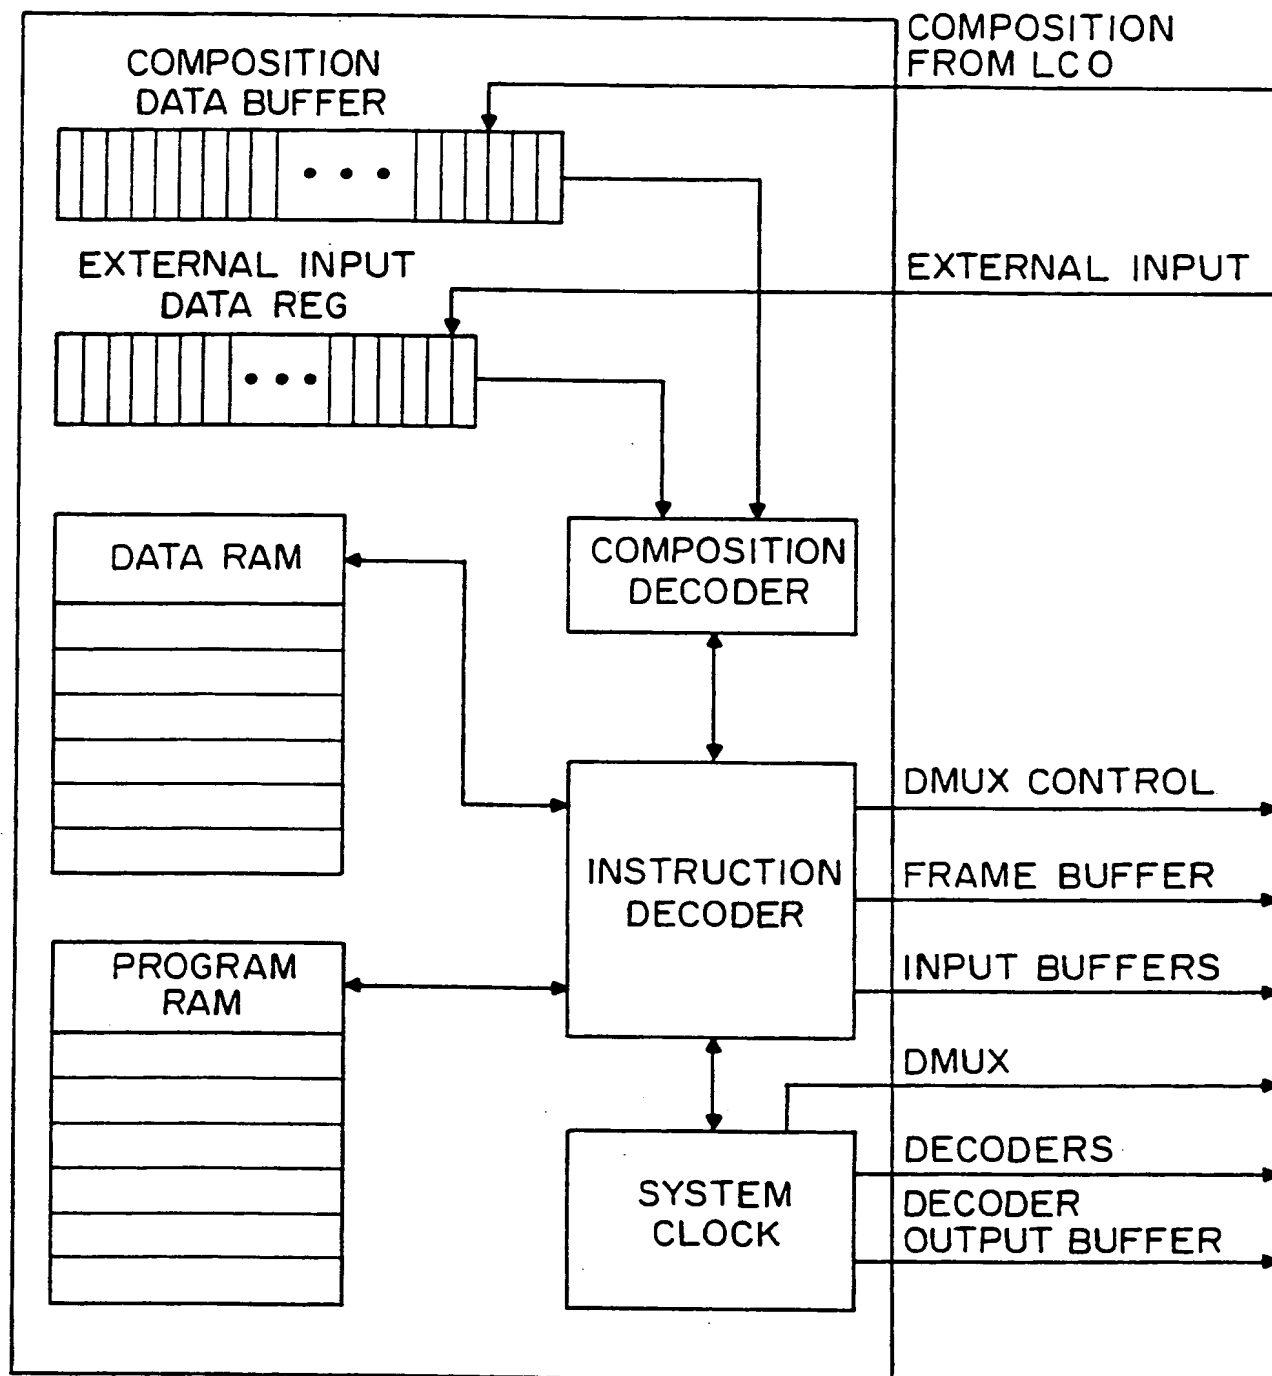 COMPOSITION
FROM LCO
COMPOSITION
DATA BUFFER
EXTERNAL INPUT
DATA REG
EXTERNAL INPUT
DATA RAM
COMPOSITION
DECODER
DMUX CONTROL
INSTRUCTION
DECODER
FRAME BUFFER
PROGRAM
RAM
INPUT BUFFERS
DMUX
DECODERS
SYSTEM
CLOCK
DECODER
OUTPUT BUFFER